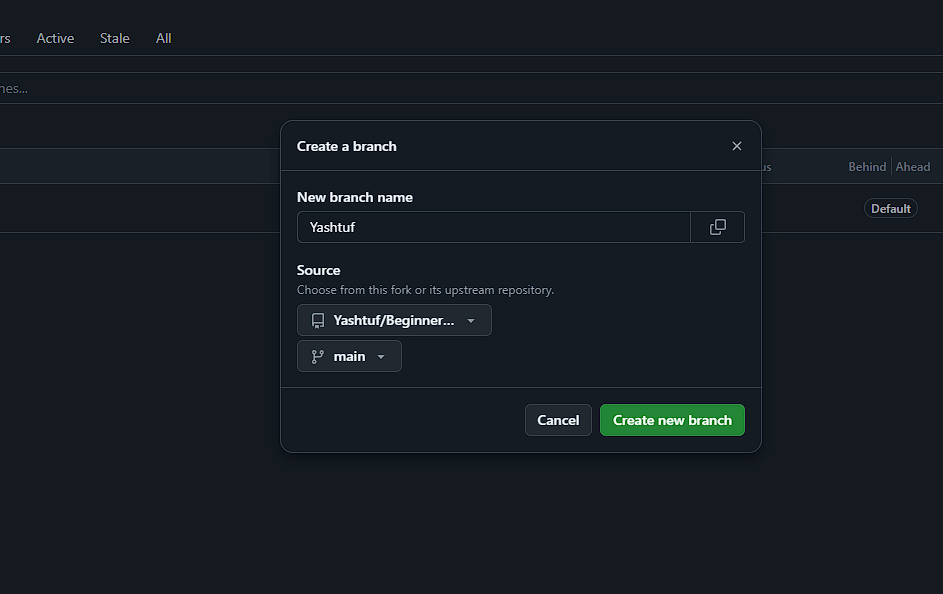 rs Active Stale All
nes...
Create a branch
us Behind Ahead
New branch name
Yashtuf
Default
Source
Choose from this fork or its upstream repository.
Yashtuf/Beginner...
main
Cancel Create new branch